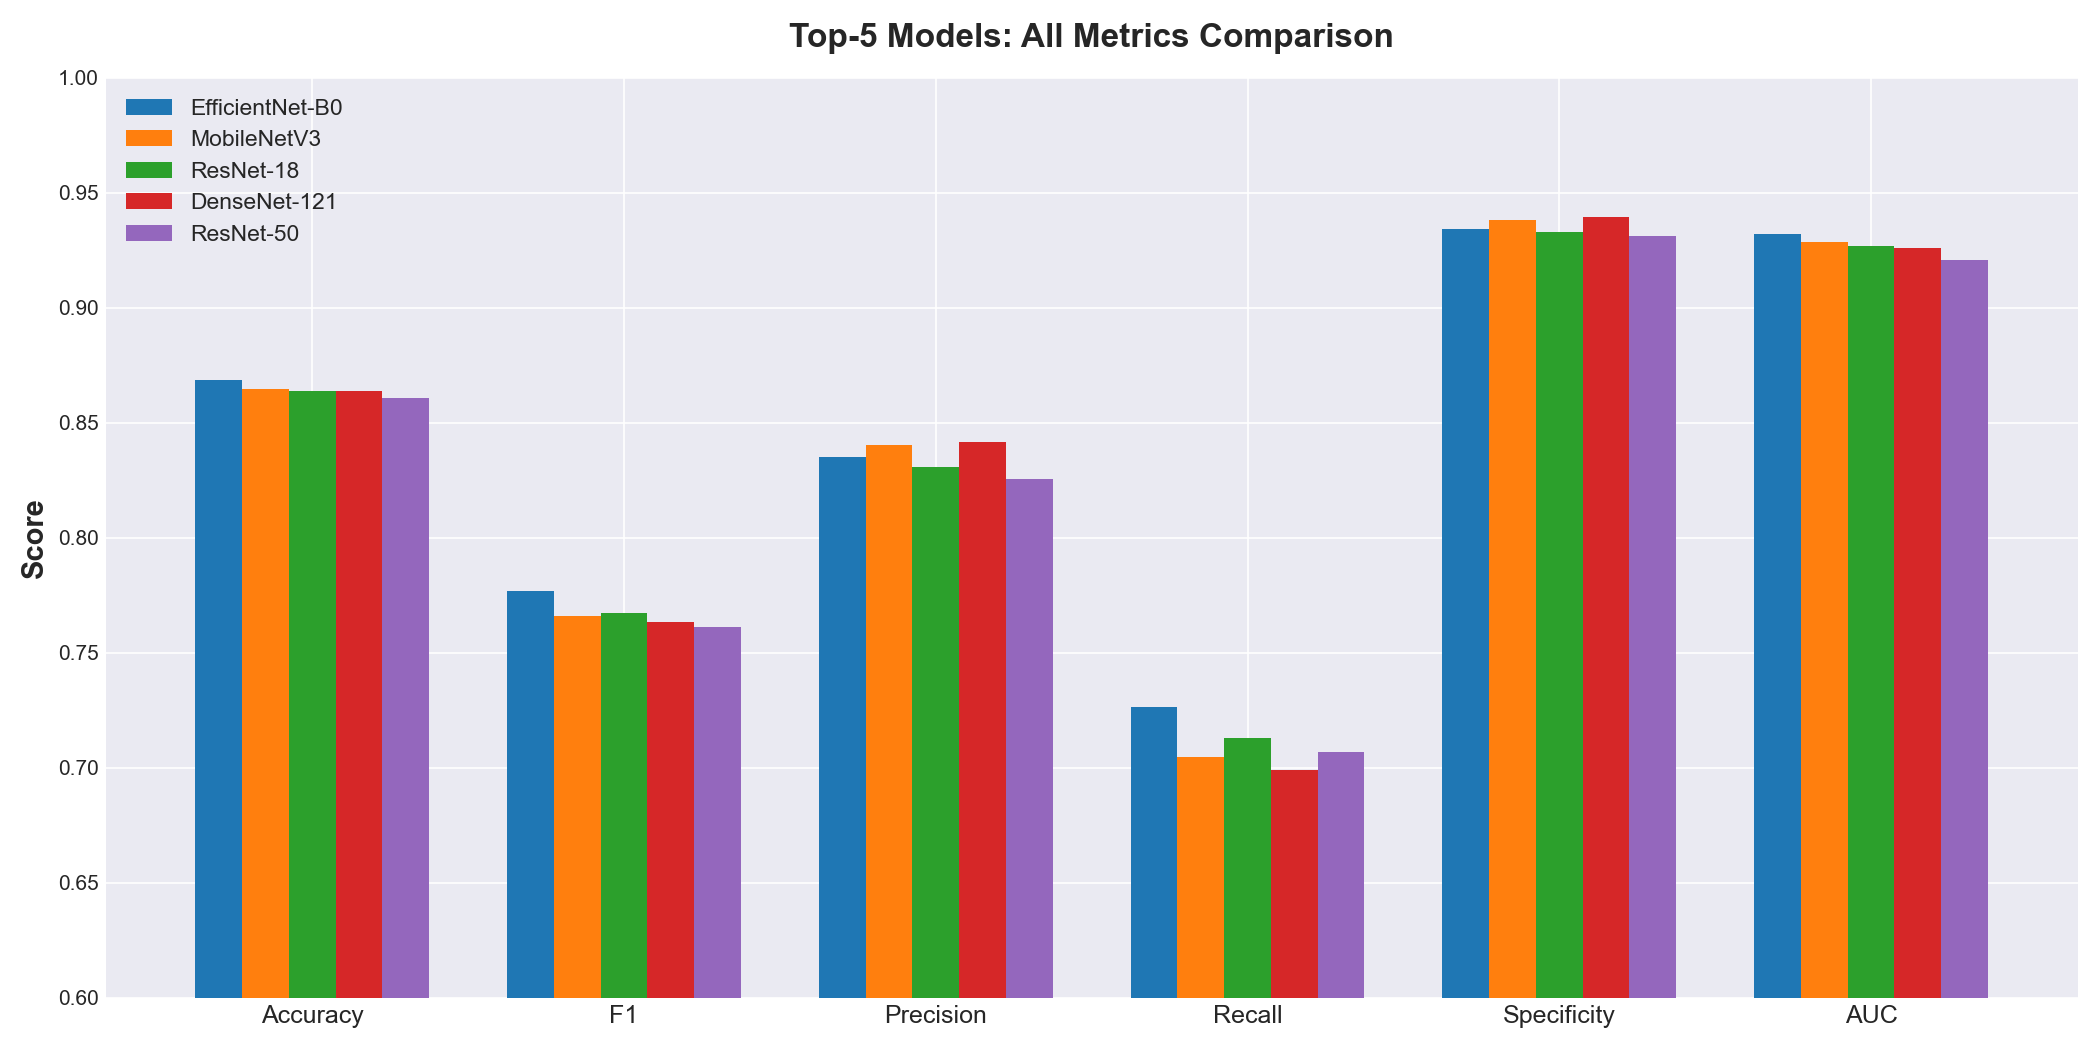 Top-5 Models: All Metrics Comparison
1.00
0.95
0.90
0.85
0.80
0.75
0.70
0.65
0.60
Score
EfficientNet-B0
MobileNetV3
ResNet-18
DenseNet-121
ResNet-50
Accuracy
F1
Precision
Recall
Specificity
AUC